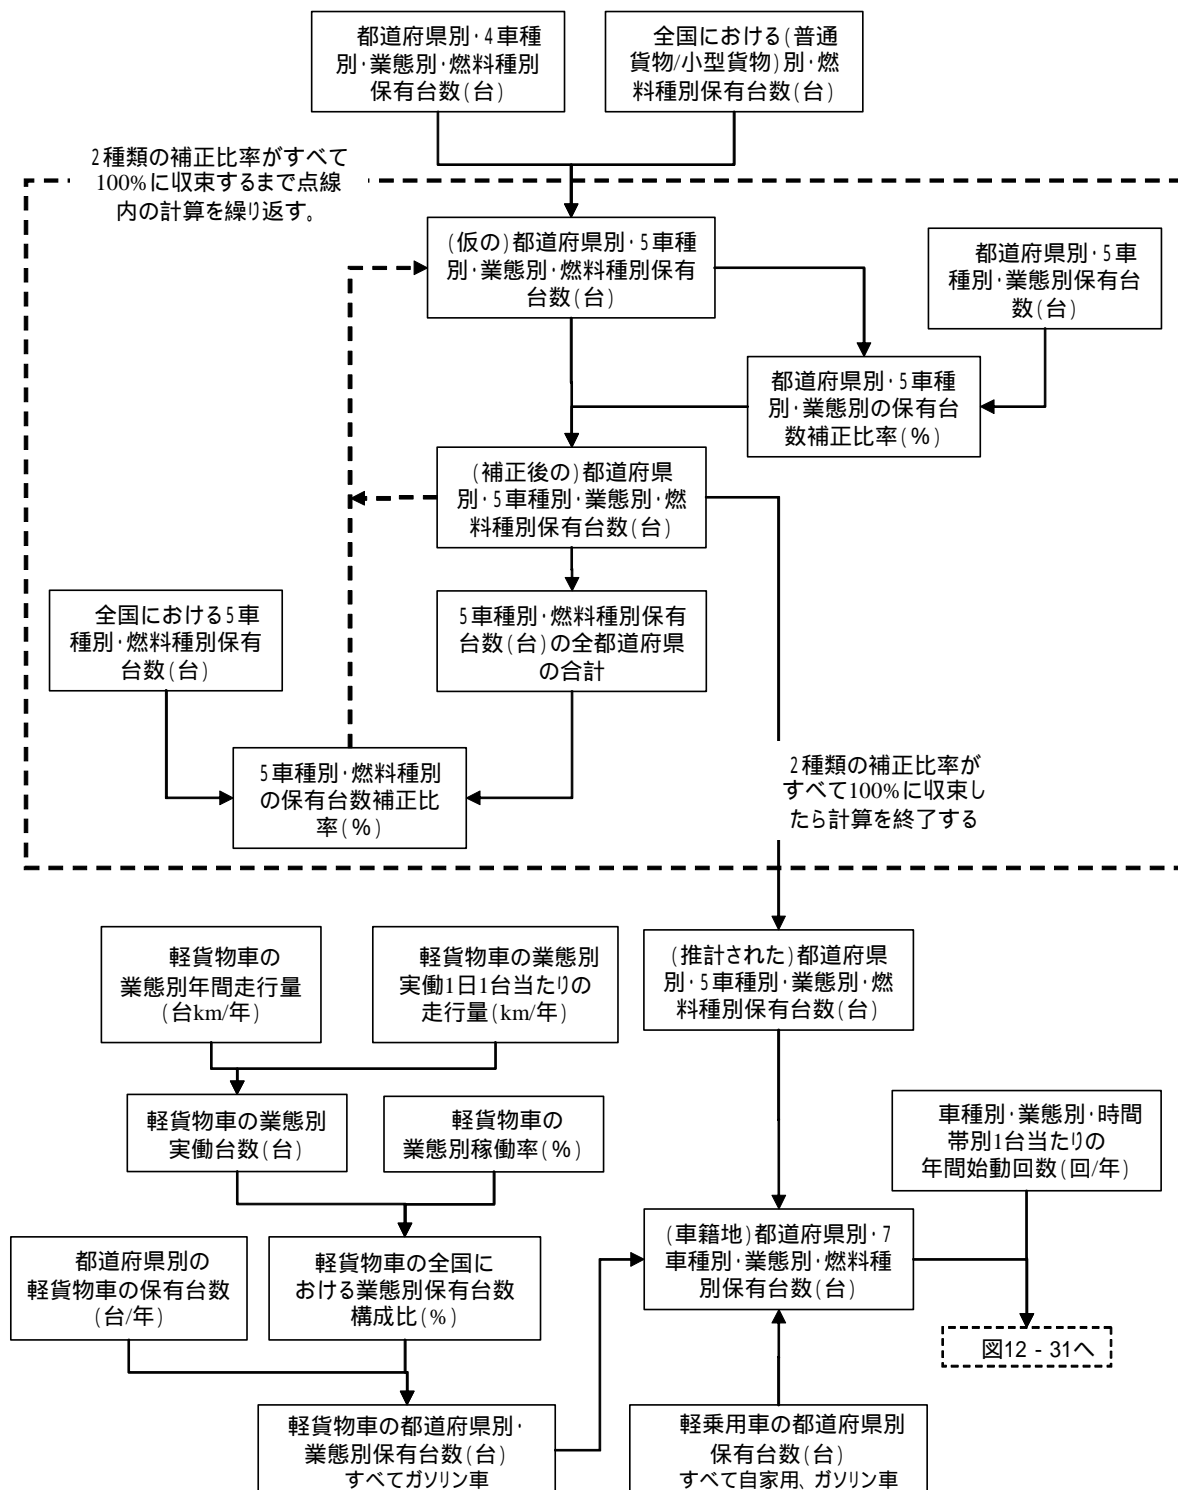 都道府県別・4車種
別・業態別・燃料種別
保有台数(台)
全国における(普通
貨物/小型貨物)別・燃
料種別保有台数(台)
2種類の補正比率がすべて
100%に収束するまで点線
内の計算を繰り返す。
(仮の)都道府県別・5車種
別・業態別・燃料種別保有
台数(台)
都道府県別・5車
種別・業態別保有台
数(台)
都道府県別・5車種
別・業態別の保有台
数補正比率(%)
(補正後の)都道府県
別・5車種別・業態別・燃
料種別保有台数(台)
全国における5車
種別・燃料種別保有
台数(台)
5車種別・燃料種別保有
台数(台)の全都道府県
の合計
5車種別・燃料種別
の保有台数補正比
率(%)
2種類の補正比率が
すべて100%に収束し
たら計算を終了する
軽貨物車の
業態別年間走行量
(台km/年)
軽貨物車の業態別
実働1日1台当たりの
走行量(km/年)
(推計された)都道府県
別・5車種別・業態別・燃
料種別保有台数(台)
軽貨物車の業態別
実働台数(台)
軽貨物車の
業態別稼働率(%)
車種別・業態別・時間
帯別1台当たりの
年間始動回数(回/年)
都道府県別の
軽貨物車の保有台数
(台/年)
軽貨物車の全国に
おける業態別保有台数
構成比(%)
(車籍地)都道府県別・7
車種別・業態別・燃料種
別保有台数(台)
図12 - 31へ
軽貨物車の都道府県別・
業態別保有台数(台)
すべてガソリン車
軽乗用車の都道府県別
保有台数(台)
すべて自家用、ガソリン車